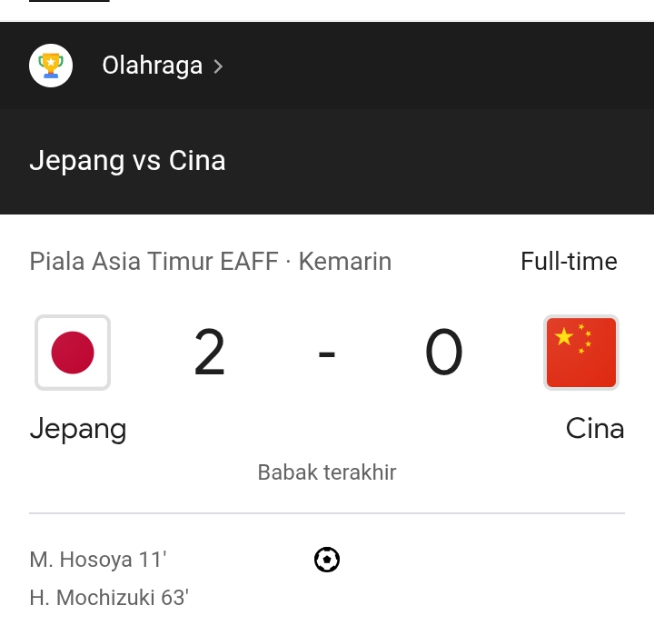 Olahraga >
Jepang vs Cina
Piala Asia Timur EAFF · Kemarin Full-time
2 - 0
Jepang Cina
Babak terakhir
M. Hosoya 11'
H. Mochizuki 63'